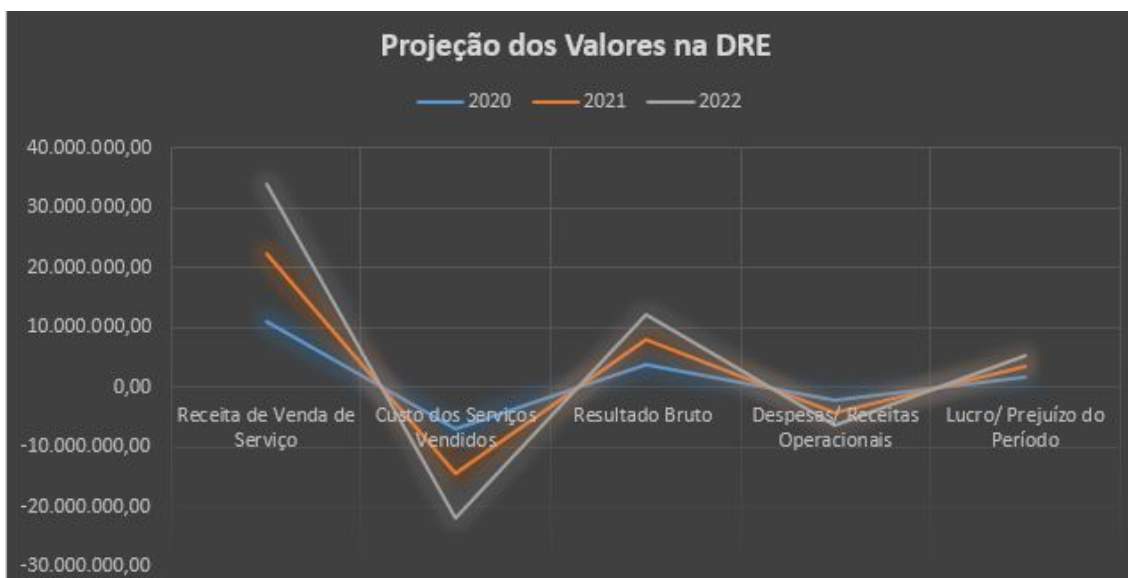 Projeção dos Valores na DRE
2020 2021 2022
40.000.000,00
30.000.000,00
20.000.000,00
10.000.000,00
0,00
-10.000.000,00
-20.000.000,00
-30.000.000,00
Receita de Venda de
Serviço
Custo dos Serviços
Vendidos
Resultado Bruto
Despesas/ Receitas
Operacionais
Lucro/ Prejuízo do
Período